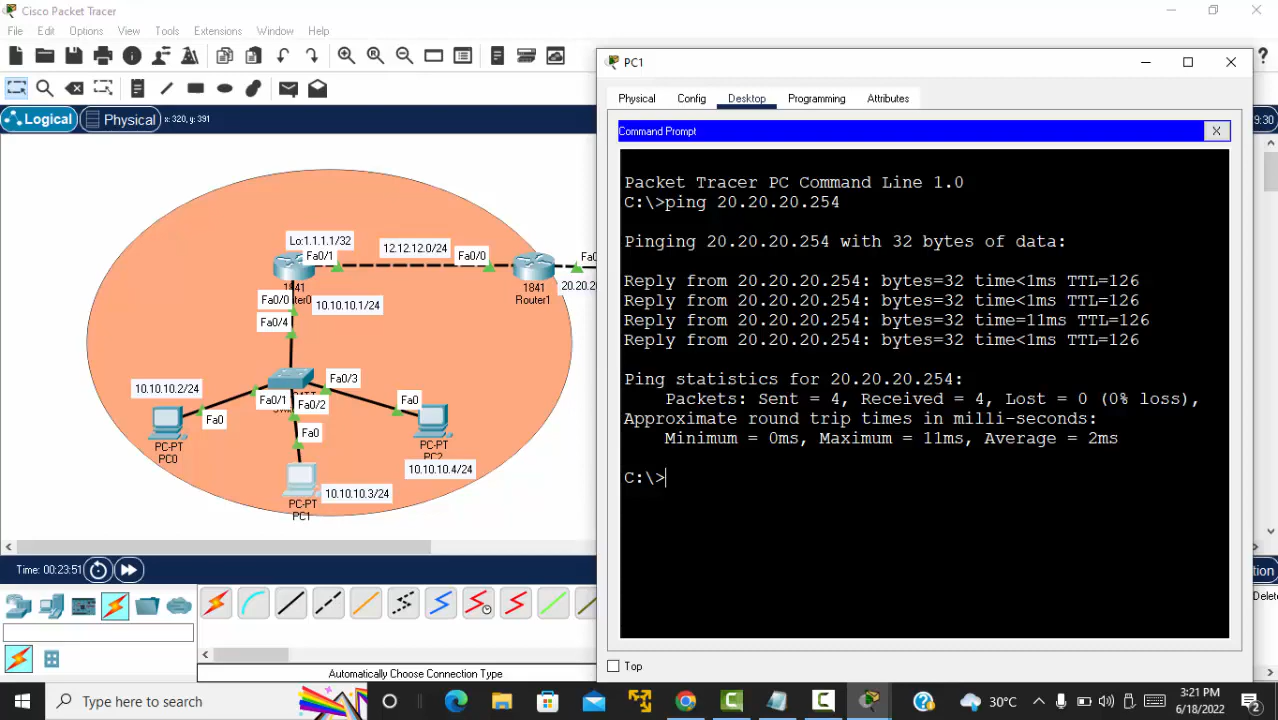 Cisco Packet Tracer
File Edit Options View Tools Extensions Window Help
Logical Physical x: 320, y: 391
9:30
Lo:1.1.1.1/32
Fa0/1
12.12.12.0/24
Fa0/0
Fa0
1841
Fa0/0
10.10.10.1/24
Fa0/4
1841
Router1
20.20.20
10.10.10.2/24
Fa0/3
Fa0/1
Fa0/2
Fa0
Fa0
Fa0
PC-PT
PC0
PC-PT
PC2
10.10.10.4/24
10.10.10.3/24
PC-PT
PC1
Time: 00:23:51
Automatically Choose Connection Type
PC1
Physical Config Desktop Programming Attributes
Command Prompt
X
Packet Tracer PC Command Line 1.0
C:\>ping 20.20.20.254
Pinging 20.20.20.254 with 32 bytes of data:
Reply from 20.20.20.254: bytes=32 time<1ms TTL=126
Reply from 20.20.20.254: bytes=32 time<1ms TTL=126
Reply from 20.20.20.254: bytes=32 time=11ms TTL=126
Reply from 20.20.20.254: bytes=32 time<1ms TTL=126
Ping statistics for 20.20.20.254:
Packets: Sent = 4, Received = 4, Lost = 0 (0% loss),
Approximate round trip times in milli-seconds:
Minimum = 0ms, Maximum = 11ms, Average = 2ms
C:\>
Top
tion
Delete
Type here to search
30°C
3:21 PM
6/18/2022
2